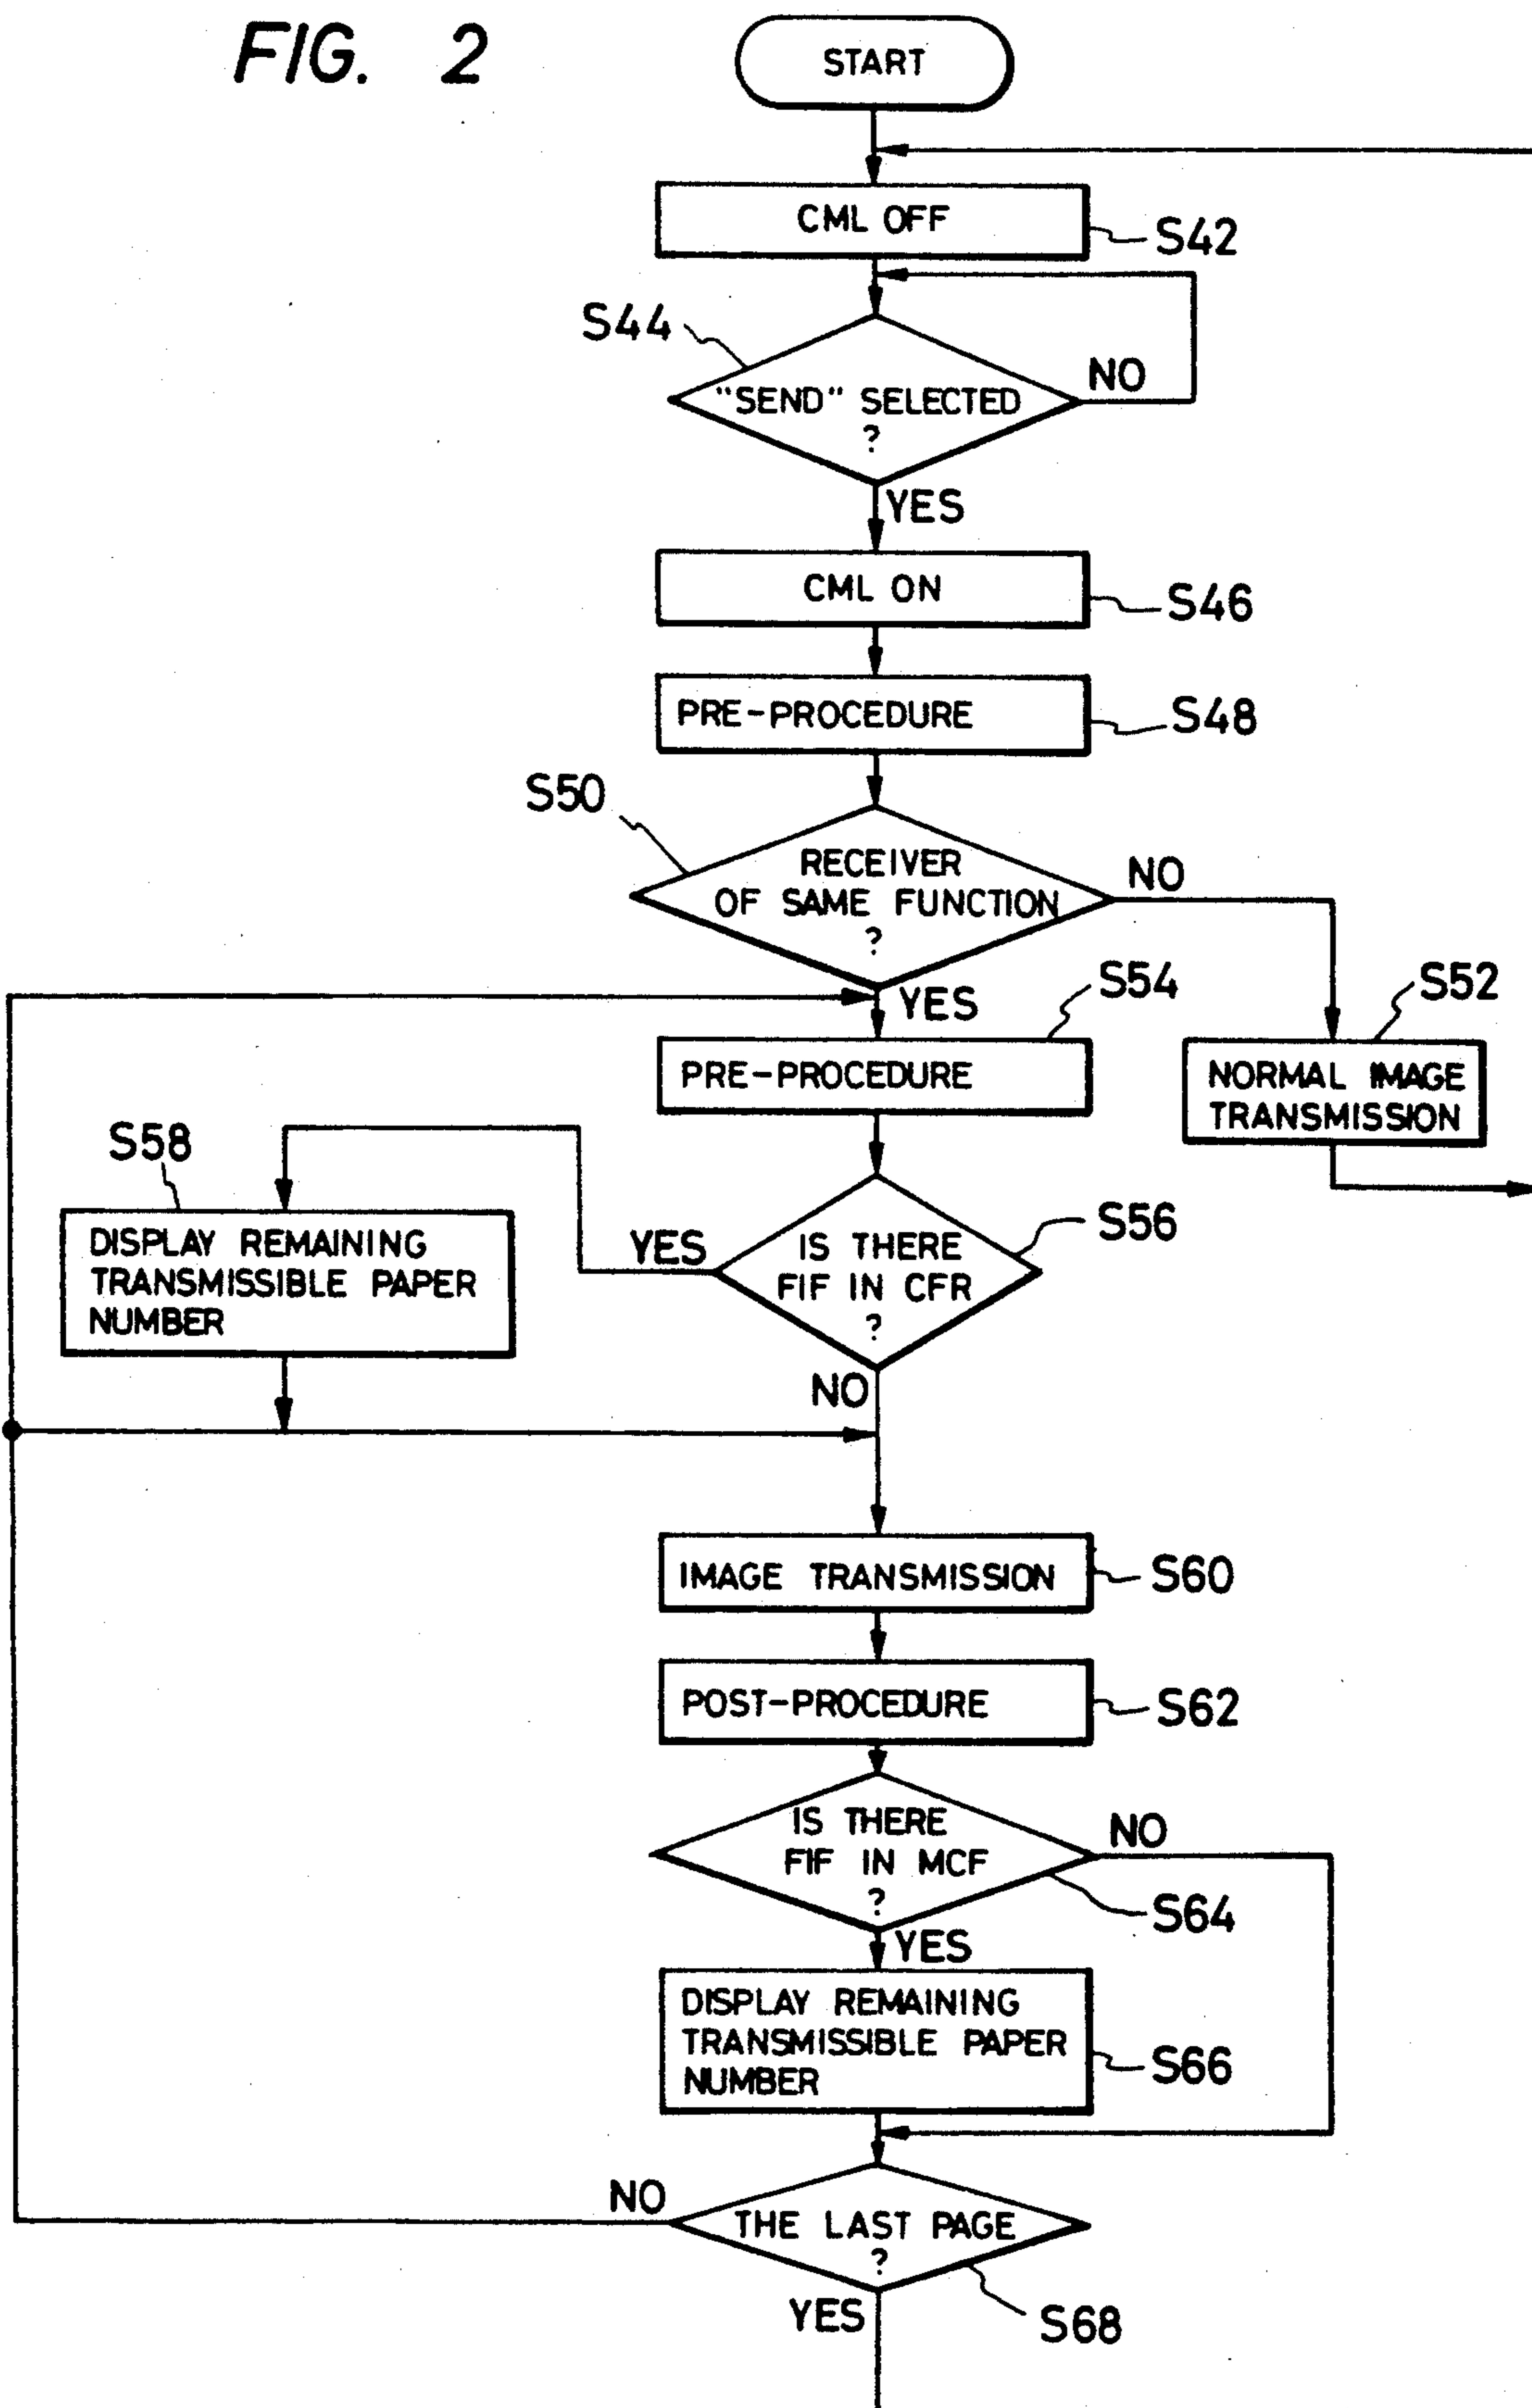 FIG. 2
START
CML OFF
S42
S44
"SEND" SELECTED
?
NO
YES
CML ON
S46
PRE-PROCEDURE
S48
S50
RECEIVER
OF SAME FUNCTION
?
NO
YES
S54
S52
PRE-PROCEDURE
NORMAL IMAGE
TRANSMISSION
S58
DISPLAY REMAINING
TRANSMISSIBLE PAPER
NUMBER
YES
IS THERE
FIF IN CFR
?
S56
NO
IMAGE TRANSMISSION
S60
POST-PROCEDURE
S62
IS THERE
FIF IN MCF
?
NO
S64
YES
DISPLAY REMAINING
TRANSMISSIBLE PAPER
NUMBER
S66
NO
THE LAST PAGE
?
YES
S68